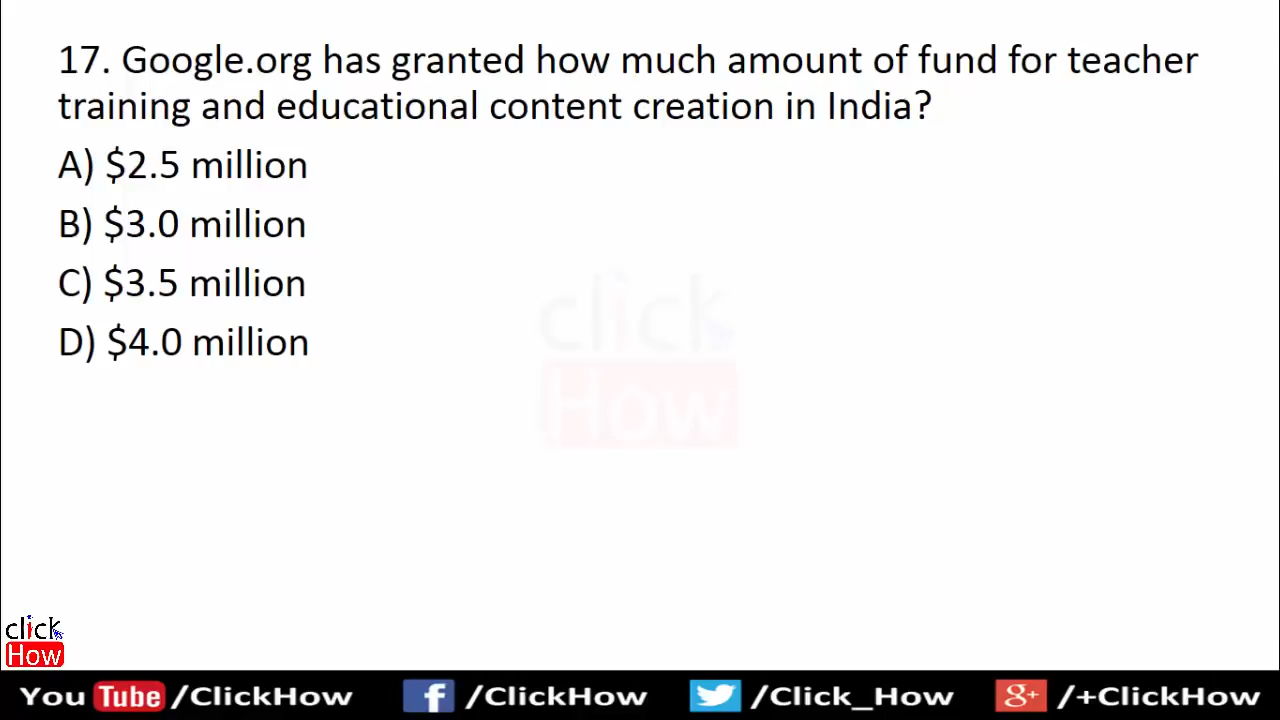 17. Google.org has granted how much amount of fund for teacher
training and educational content creation in India?
A) $2.5 million
B) $3.0 million
C) $3.5 million
D) $4.0 million
click
How
click
How
You Tube /ClickHow f /ClickHow /Click_How g+ /+ClickHow